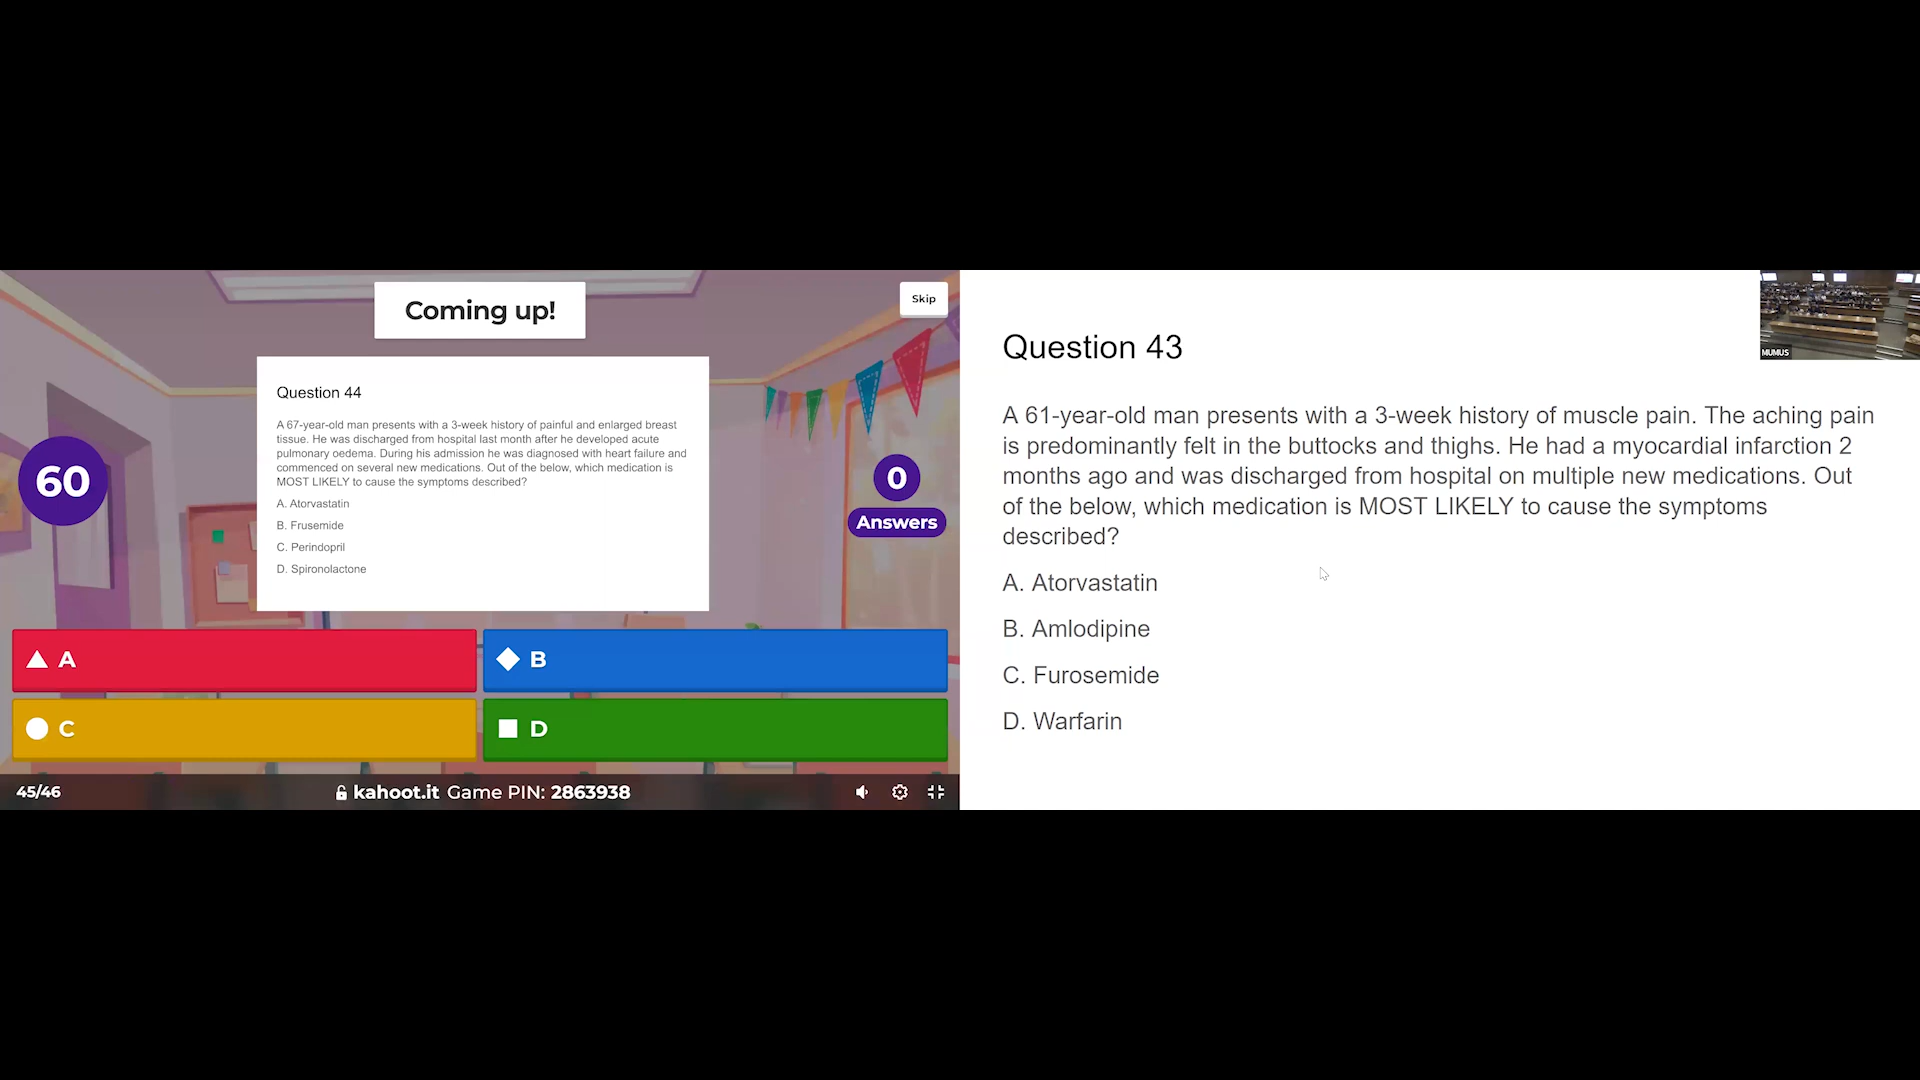 Coming up!
Skip
Question 44
A 67-year-old man presents with a 3-week history of painful and enlarged breast
tissue. He was discharged from hospital last month after he developed acute
pulmonary oedema. During his admission he was diagnosed with heart failure and
commenced on several new medications. Out of the below, which medication is
MOST LIKELY to cause the symptoms described?
A. Atorvastatin
B. Frusemide
C. Perindopril
D. Spironolactone
60
0
Answers
A
B
C
D
45/46
kahoot.it Game PIN: 2863938
MUMUS
Question 43
A 61-year-old man presents with a 3-week history of muscle pain. The aching pain
is predominantly felt in the buttocks and thighs. He had a myocardial infarction 2
months ago and was discharged from hospital on multiple new medications. Out
of the below, which medication is MOST LIKELY to cause the symptoms
described?
A. Atorvastatin
B. Amlodipine
C. Furosemide
D. Warfarin